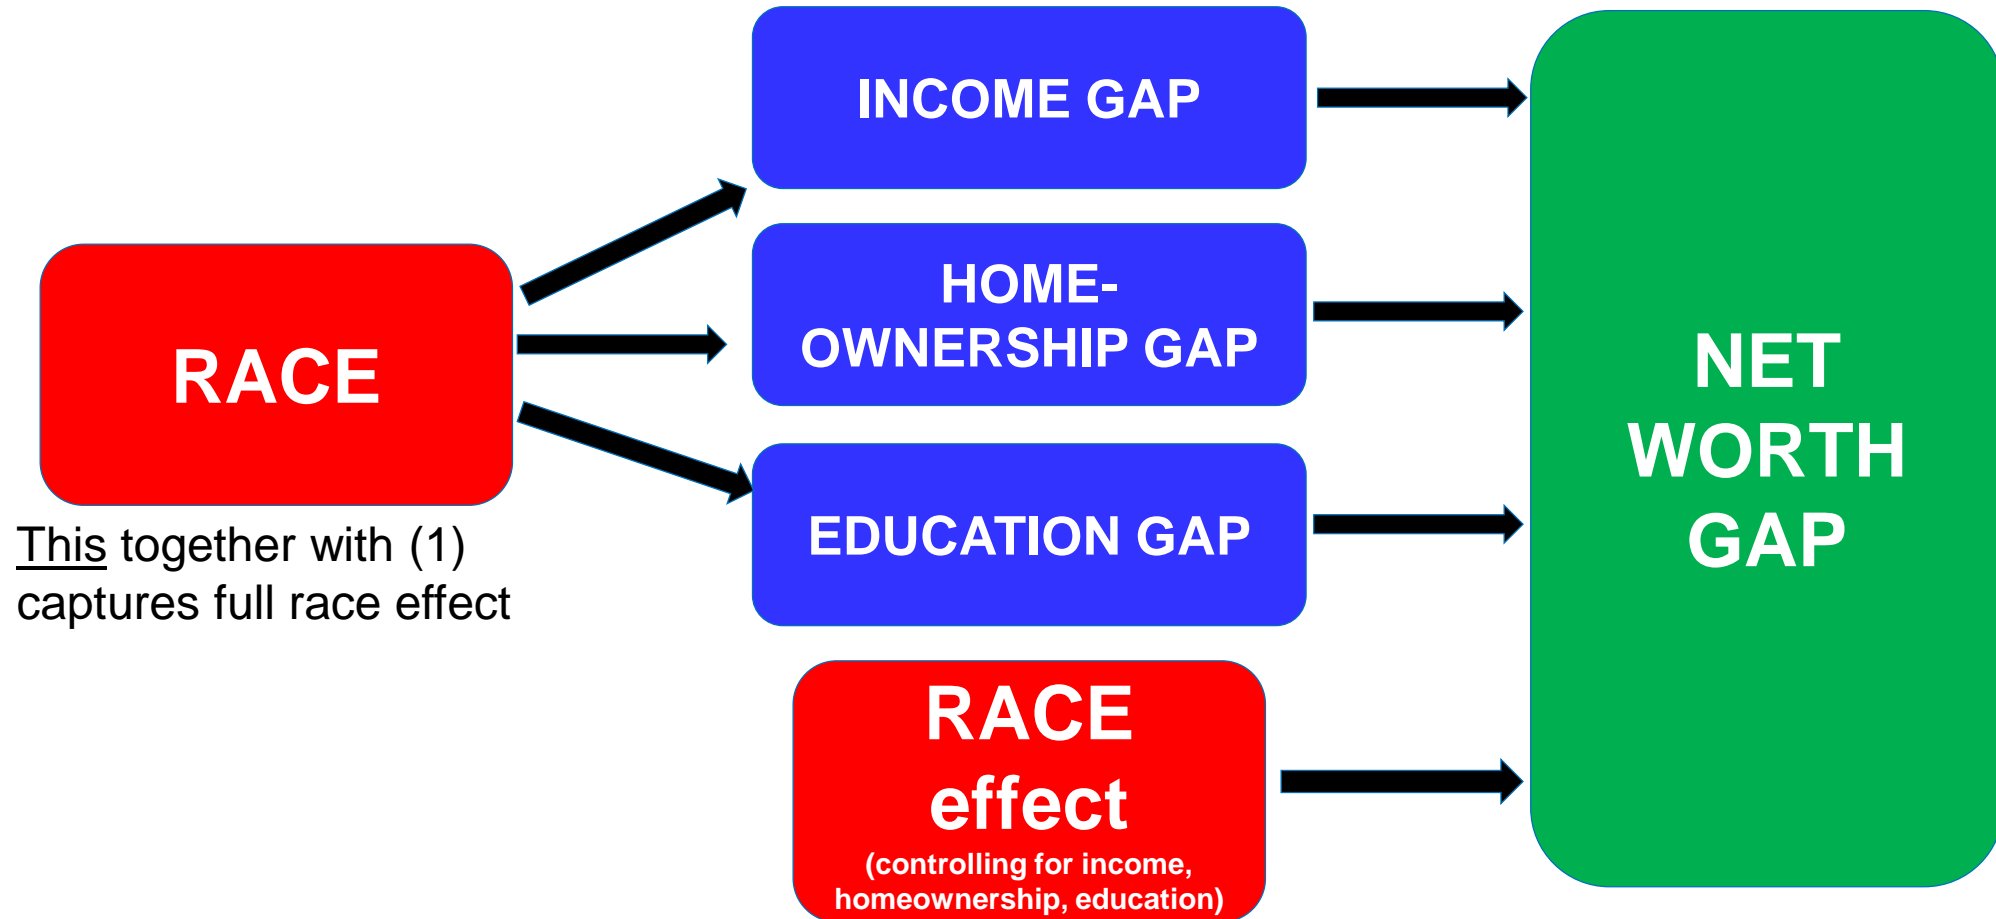 RACE
This together with (1)
captures full race effect
INCOME GAP
HOME-
OWNERSHIP GAP
EDUCATION GAP
RACE
effect
(controlling for income,
homeownership, education)
NET
WORTH
GAP